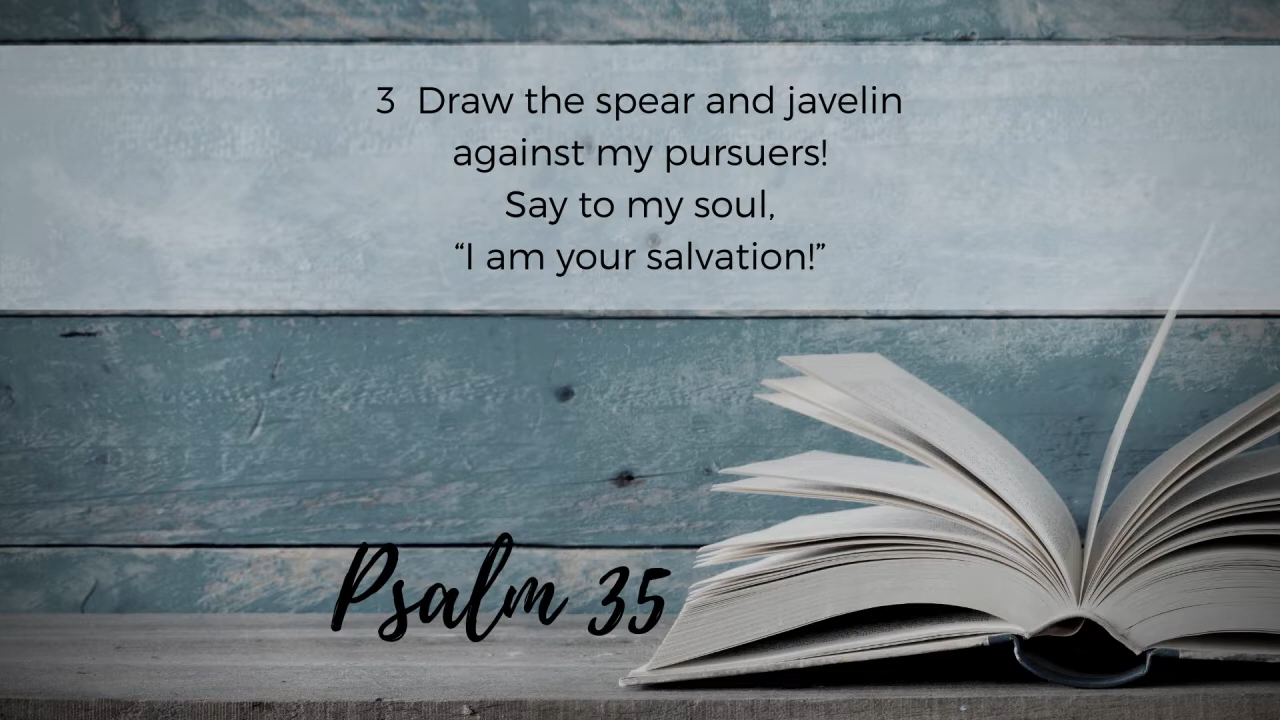 3  Draw the spear and javelin
against my pursuers!
Say to my soul,
“I am your salvation!”
Psalm 35